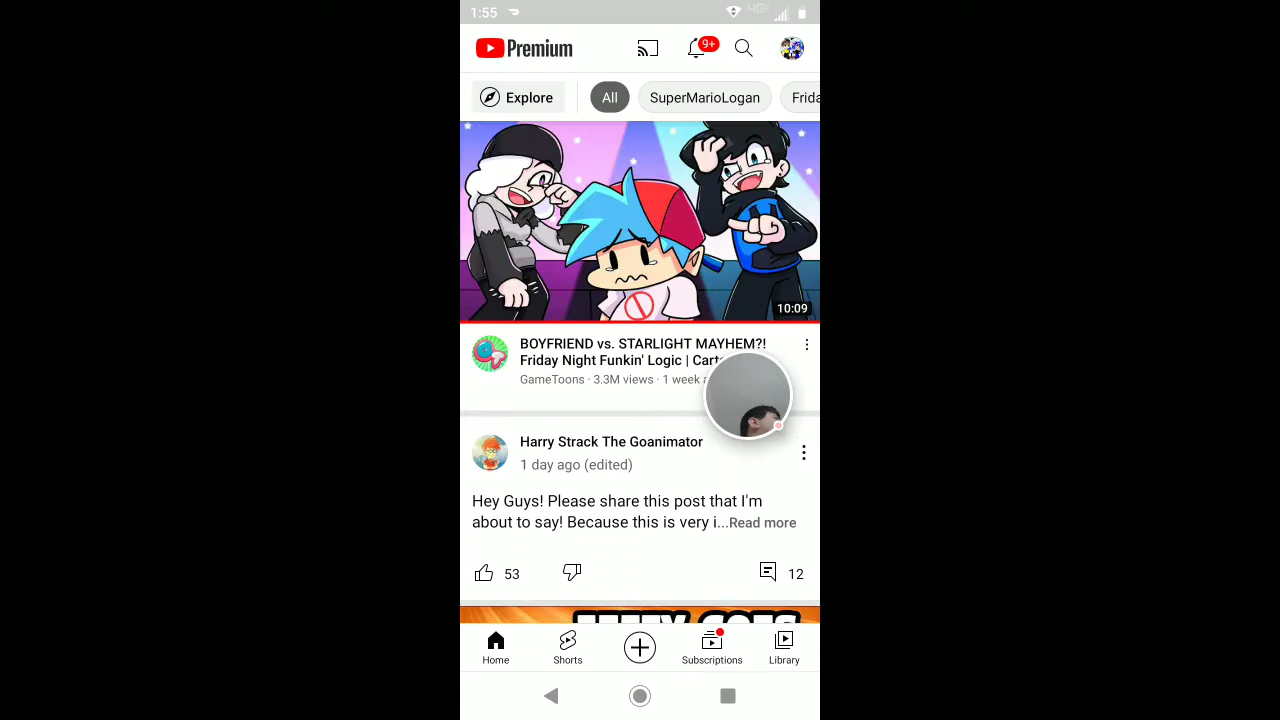 1:55
4G
Premium
9+
Explore
All
SuperMarioLogan
Frida
10:09
BOYFRIEND vs. STARLIGHT MAYHEM?!
Friday Night Funkin' Logic | Carto
GameToons · 3.3M views · 1 week a
Harry Strack The Goanimator
1 day ago (edited)
Hey Guys! Please share this post that I'm
about to say! Because this is very i...Read more
53
12
Home
Shorts
Subscriptions
Library